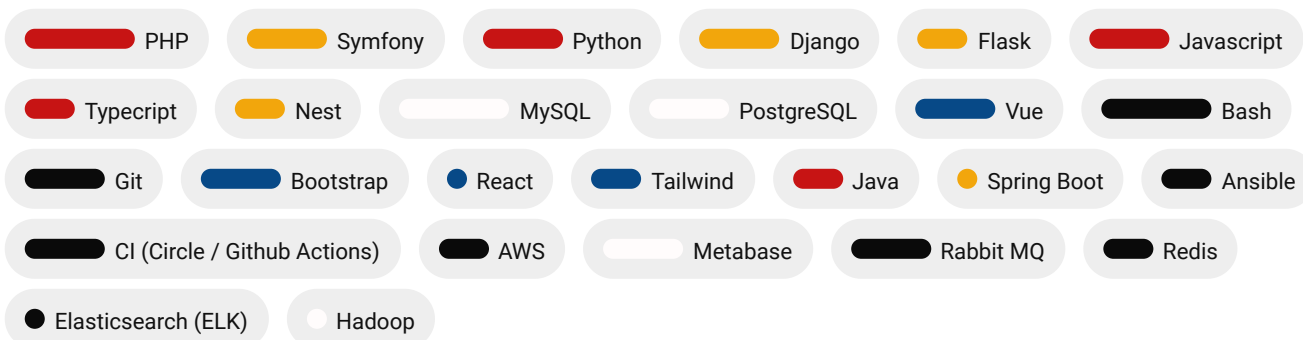 PHP Symfony Python Django Flask Javascript
Typecript Nest MySQL PostgreSQL Vue Bash
Git Bootstrap React Tailwind Java Spring Boot Ansible
CI (Circle / Github Actions) AWS Metabase Rabbit MQ Redis
Elasticsearch (ELK) Hadoop